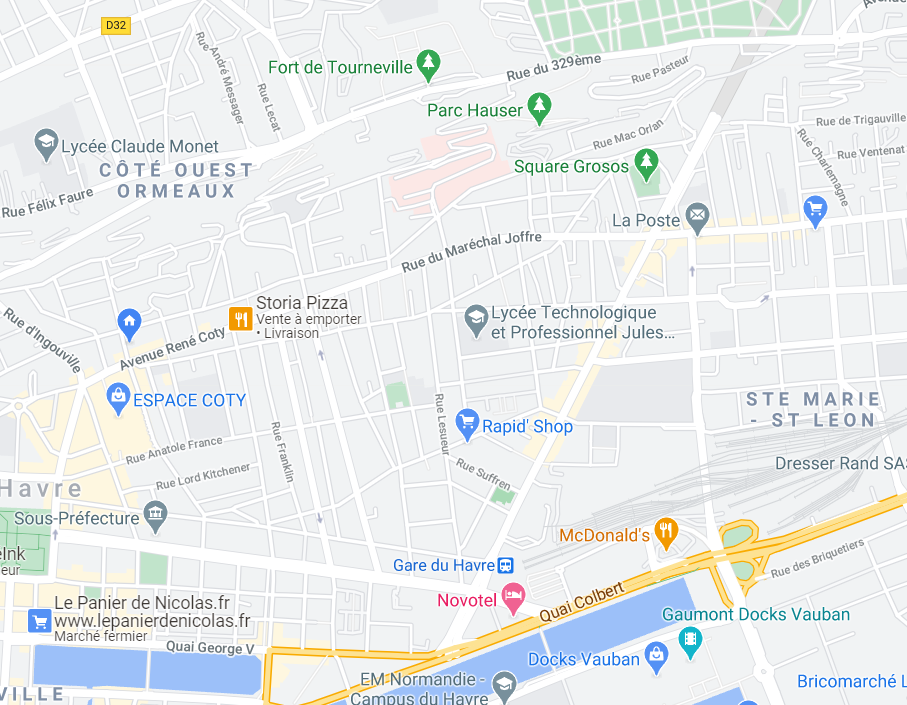 D32
Avenue
Rue du 329ème
Fort de Tourneville
Rue Pasteur
Rue André Messager
Rue Lecat
Parc Hauser
Rue Mac Orlan
Rue de Trigauville
Lycée Claude Monet
Rue Charlemagne
Rue Ventenat
CÔTÉ OUEST
ORMEAUX
Square Grosos
Rue Félix Faure
La Poste
Rue du Maréchal Joffre
Storia Pizza
Vente à emporter
• Livraison
Rue d'Ingouville
Lycée Technologique
et Professionnel Jules...
Avenue René Coty
ESPACE COTY
Rue Lesueur
STE MARIE
- ST LEON
Rapid' Shop
Rue Franklin
Rue Anatole France
Rue Suffren
Dresser Rand SAS
Rue Lord Kitchener
Havre
Sous-Préfecture
McDonald's
eInk
eur
Gare du Havre
Rue des Briquetiers
Le Panier de Nicolas.fr
www.lepanierdenicolas.fr
Marché fermier
Novotel
Quai Colbert
Gaumont Docks Vauban
Quai George V
Docks Vauban
EM Normandie -
Campus du Havre
Bricomarché L
VILLE